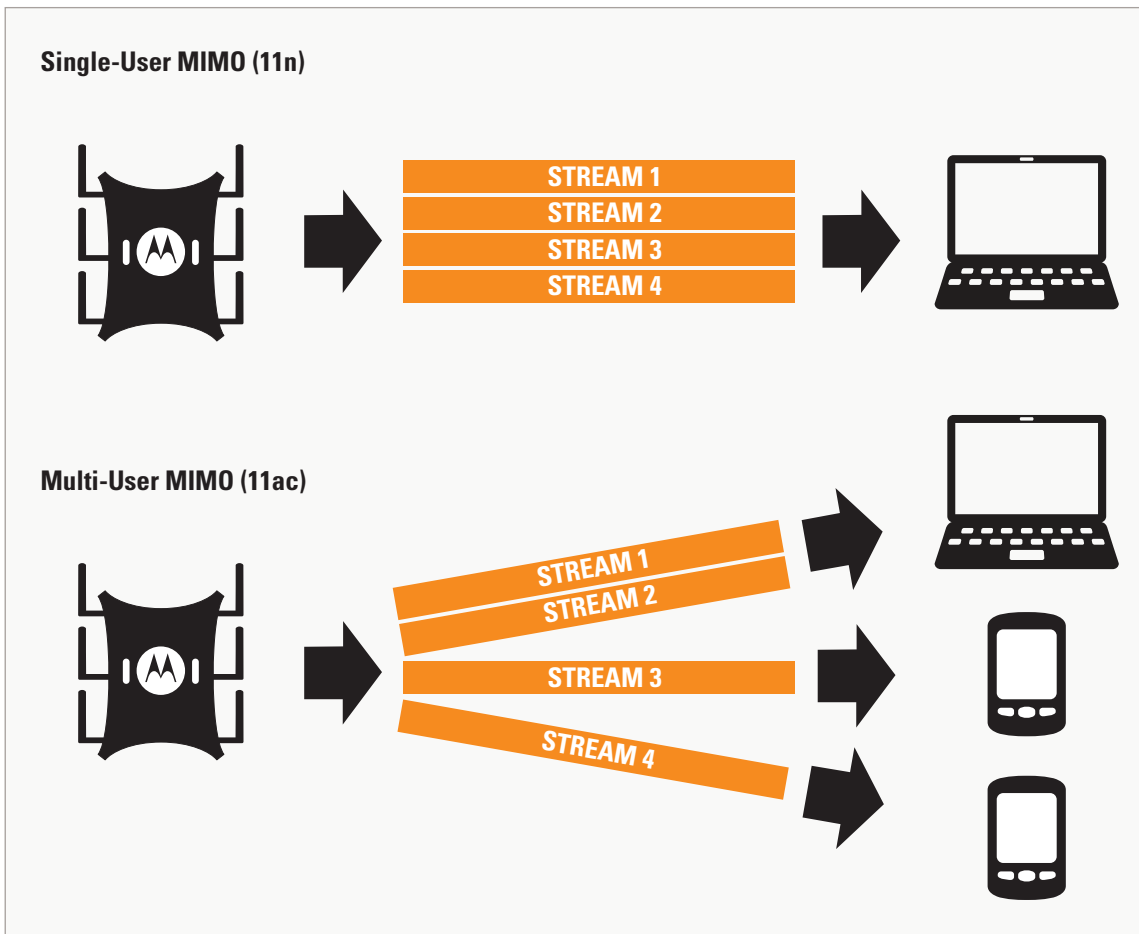 Single-User MIMO (11n)
STREAM 1
STREAM 2
STREAM 3
STREAM 4
Multi-User MIMO (11ac)
STREAM 1
STREAM 2
STREAM 3
STREAM 4